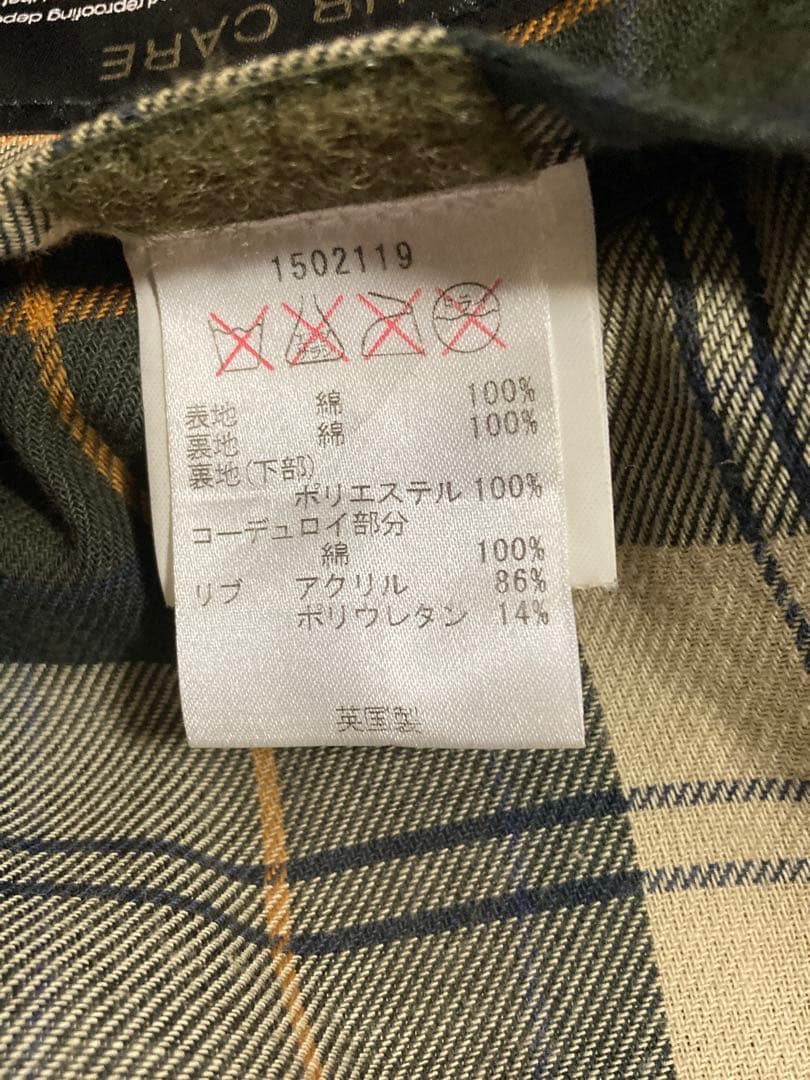 reproofing
CARE
1502119
表地 綿 100%
裏地 綿 100%
裏地(下部)
ポリエステル 100%
コーデュロイ部分
綿 100%
リブ アクリル 86%
ポリウレタン 14%
英国製